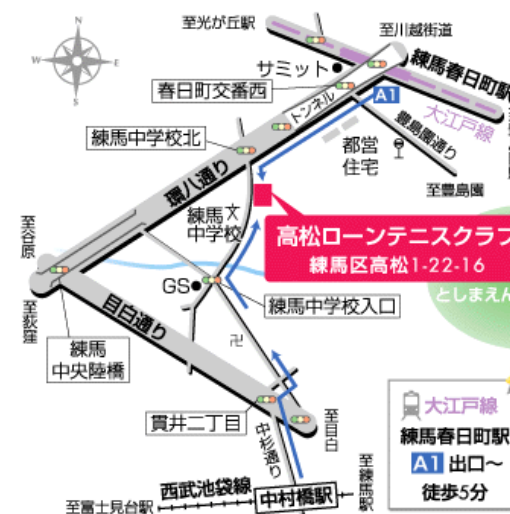 N
W
E
S
至光が丘駅
至川越街道
サミット
練馬春日町駅
春日町交番西
トンネル
A1
大江戸線
練馬中学校北
都営
住宅
豊島園通り
環八通り
至豊島園
練馬
中学校
高松ローンテニスクラブ
練馬区高松1-22-16
至谷原
としまえん
GS
練馬中学校入口
至荻窪
目白通り
練馬
中央陸橋
貫井二丁目
至目白
中杉通り
大江戸線
練馬春日町駅
A1 出口～
徒歩5分
西武池袋線
中村橋駅
至練馬駅
至富士見台駅